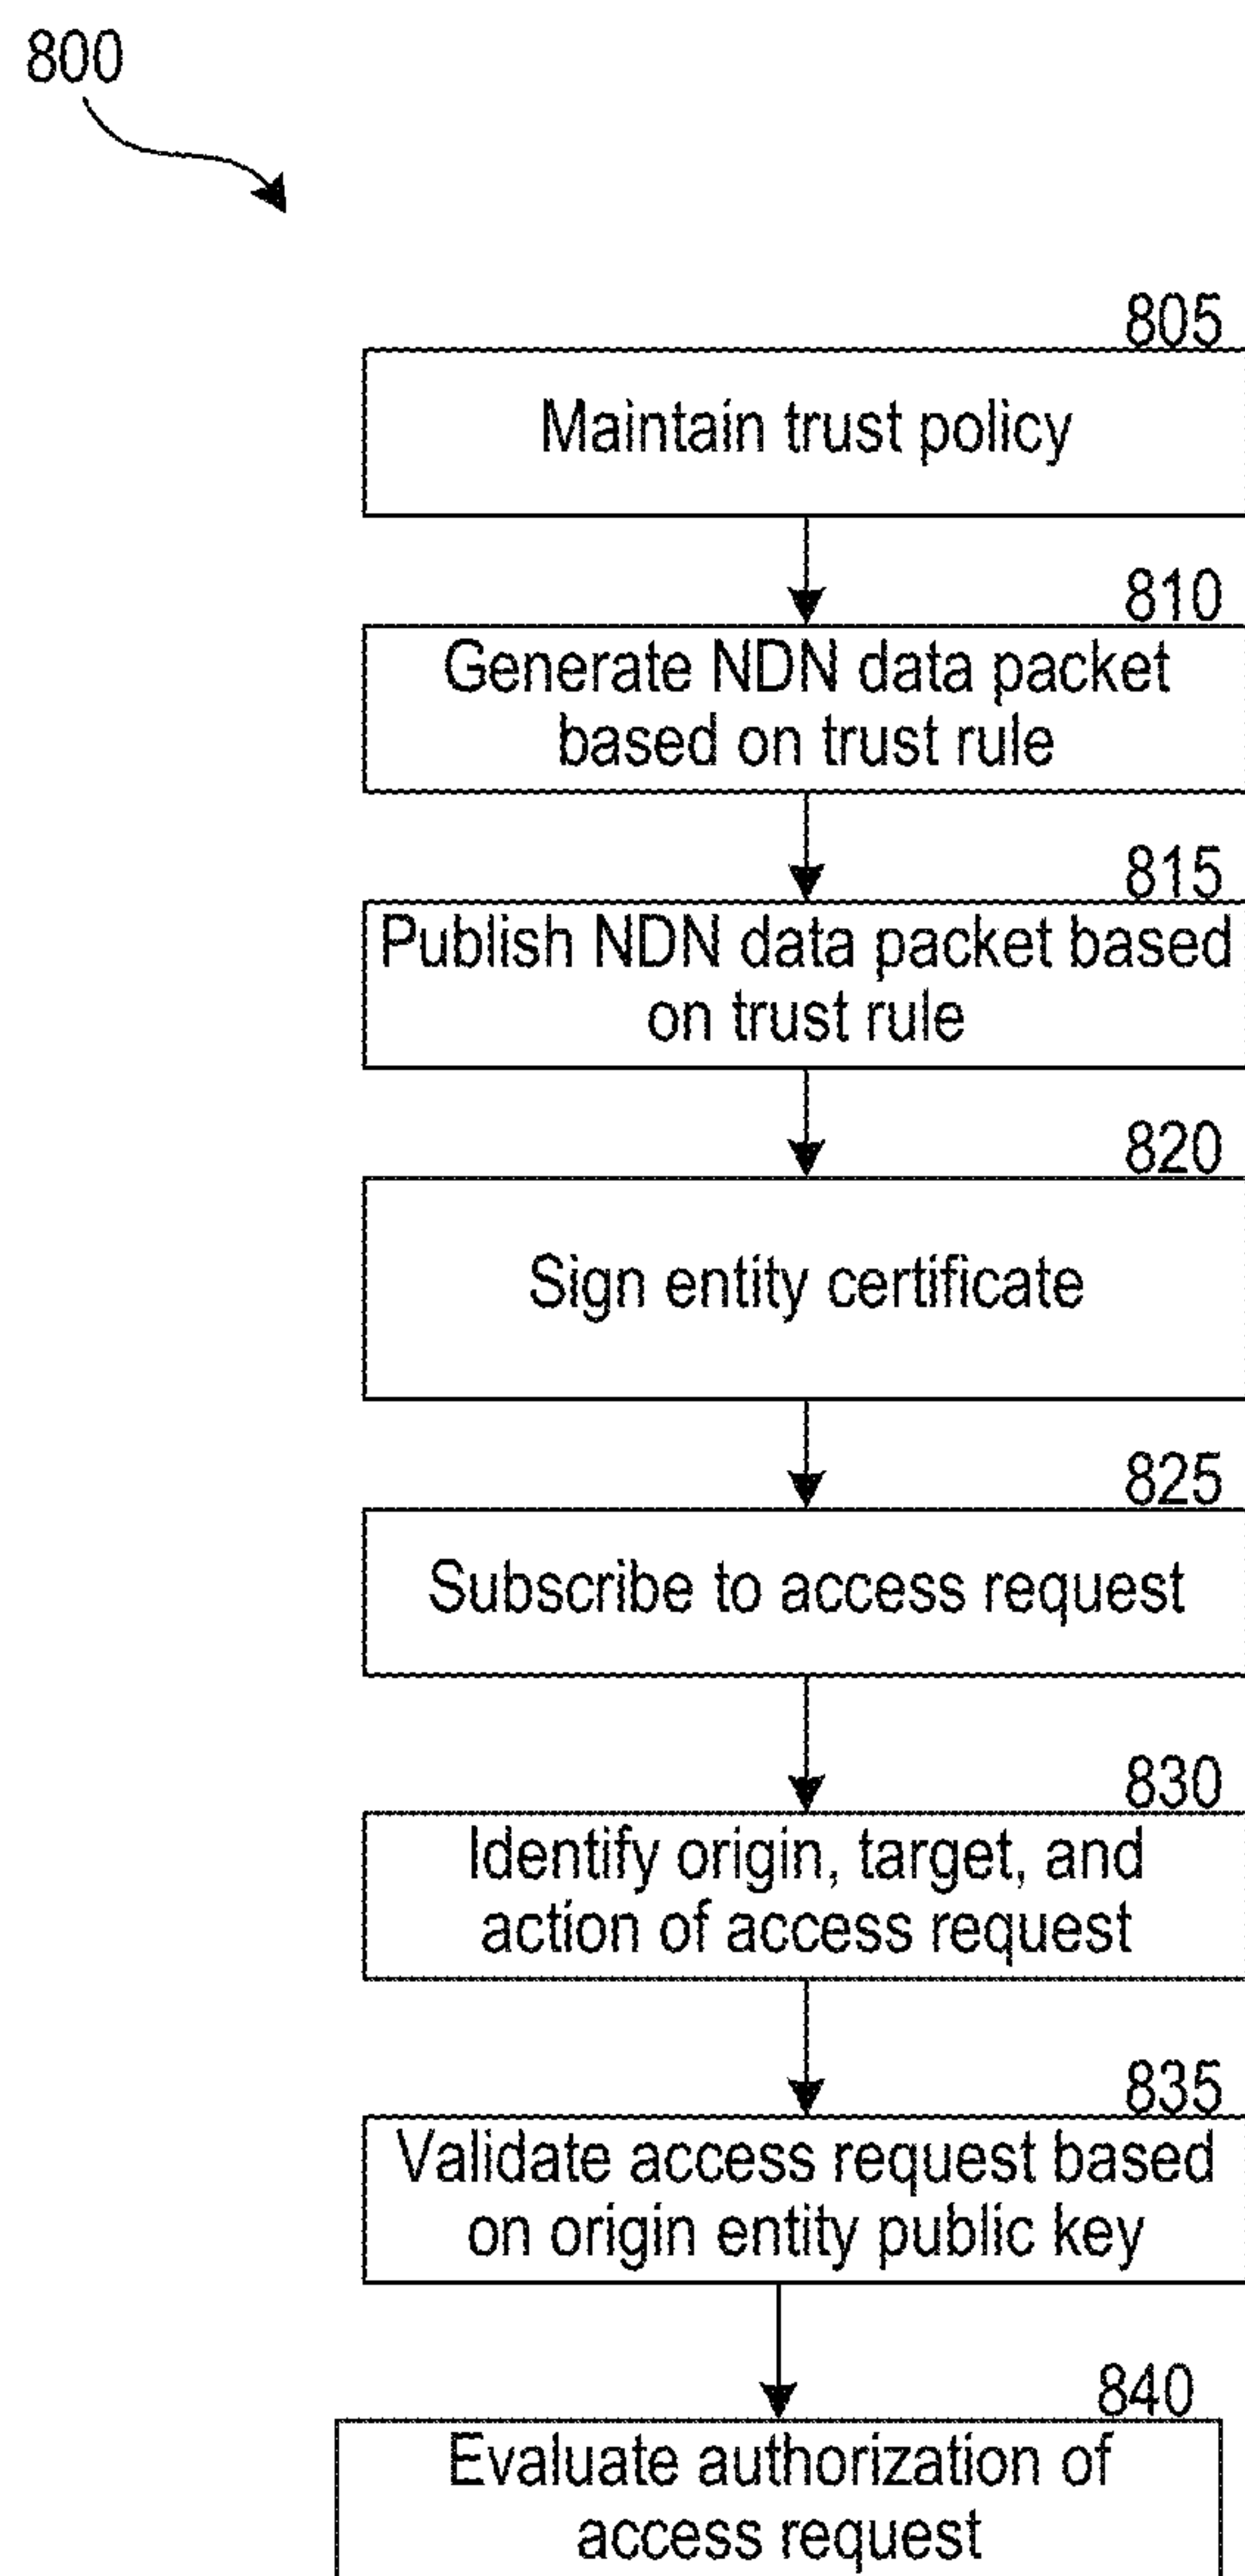 800
805
Maintain trust policy
810
Generate NDN data packet
based on trust rule
815
Publish NDN data packet based
on trust rule
820
Sign entity certificate
825
Subscribe to access request
830
Identify origin, target, and
action of access request
835
Validate access request based
on origin entity public key
840
Evaluate authorization of
access request